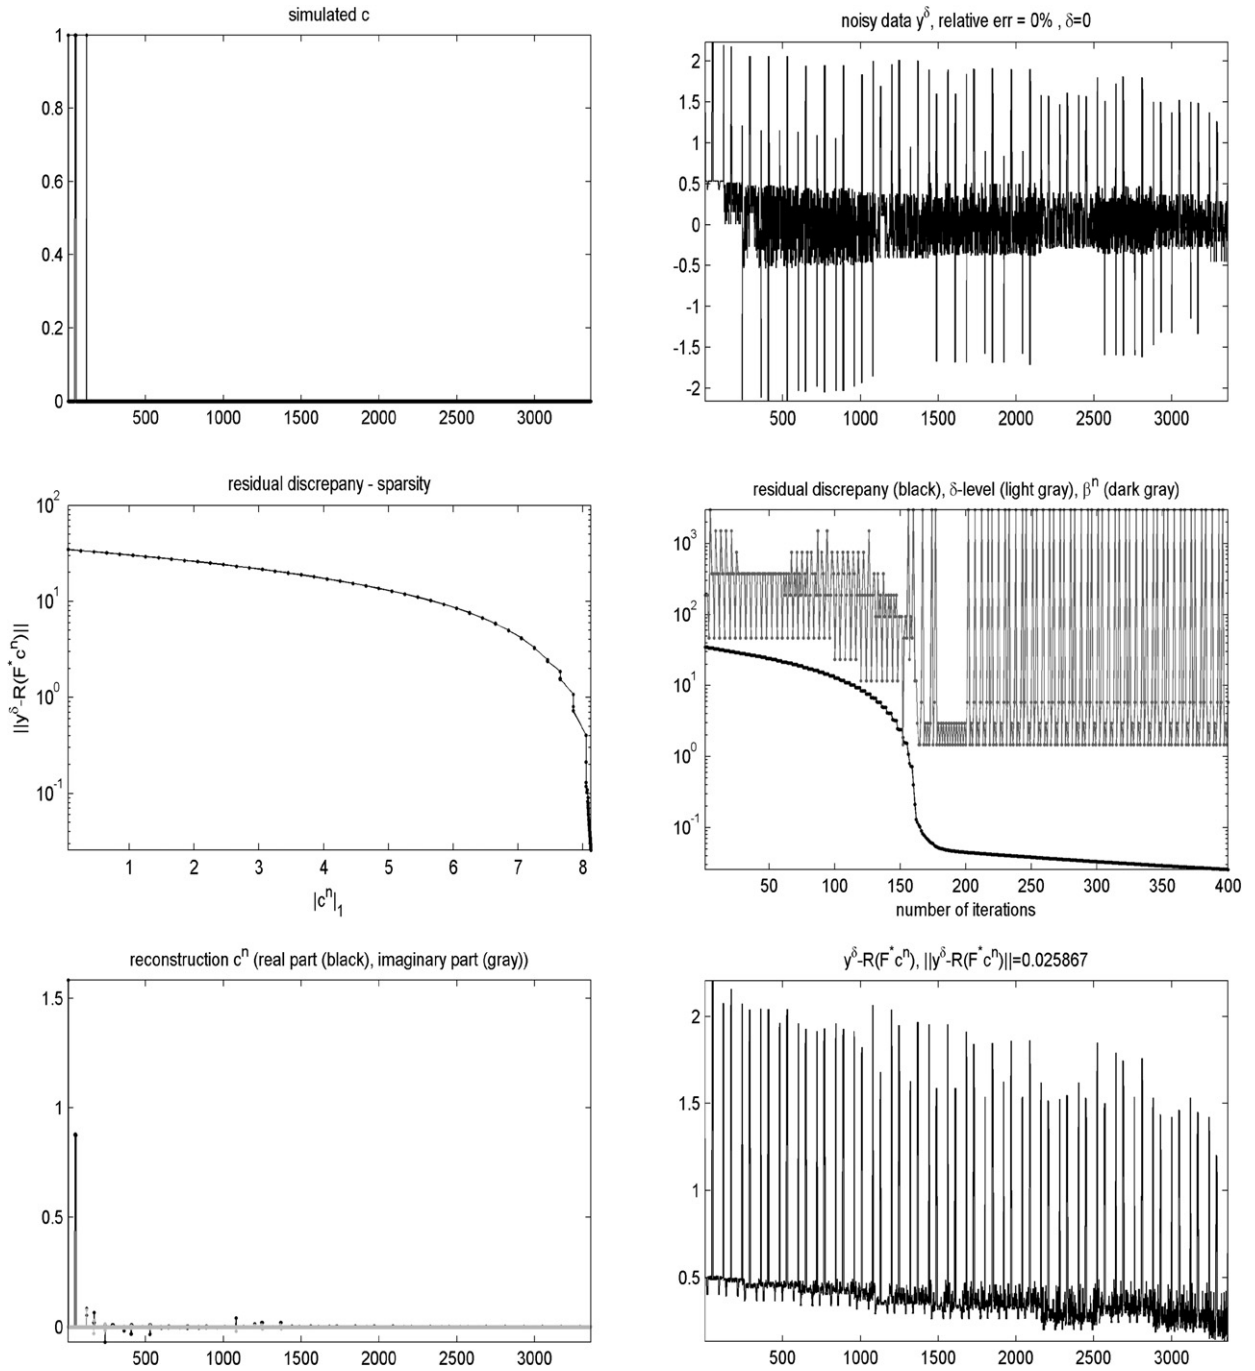 simulated c
1
0.8
0.6
0.4
0.2
0
500 1000 1500 2000 2500 3000
noisy data y^δ, relative err = 0% , δ=0
2
1.5
1
0.5
0
-0.5
-1
-1.5
-2
500 1000 1500 2000 2500 3000
residual discrepany - sparsity
||y^δ-R(F^*c^n)||
10^2
10^1
10^0
10^-1
1 2 3 4 5 6 7 8
|c^n|_1
residual discrepany (black), δ-level (light gray), β^n (dark gray)
10^3
10^2
10^1
10^0
10^-1
50 100 150 200 250 300 350 400
number of iterations
reconstruction c^n (real part (black), imaginary part (gray))
1.5
1
0.5
0
500 1000 1500 2000 2500 3000
y^δ-R(F^*c^n), ||y^δ-R(F^*c^n)||=0.025867
2
1.5
1
0.5
500 1000 1500 2000 2500 3000